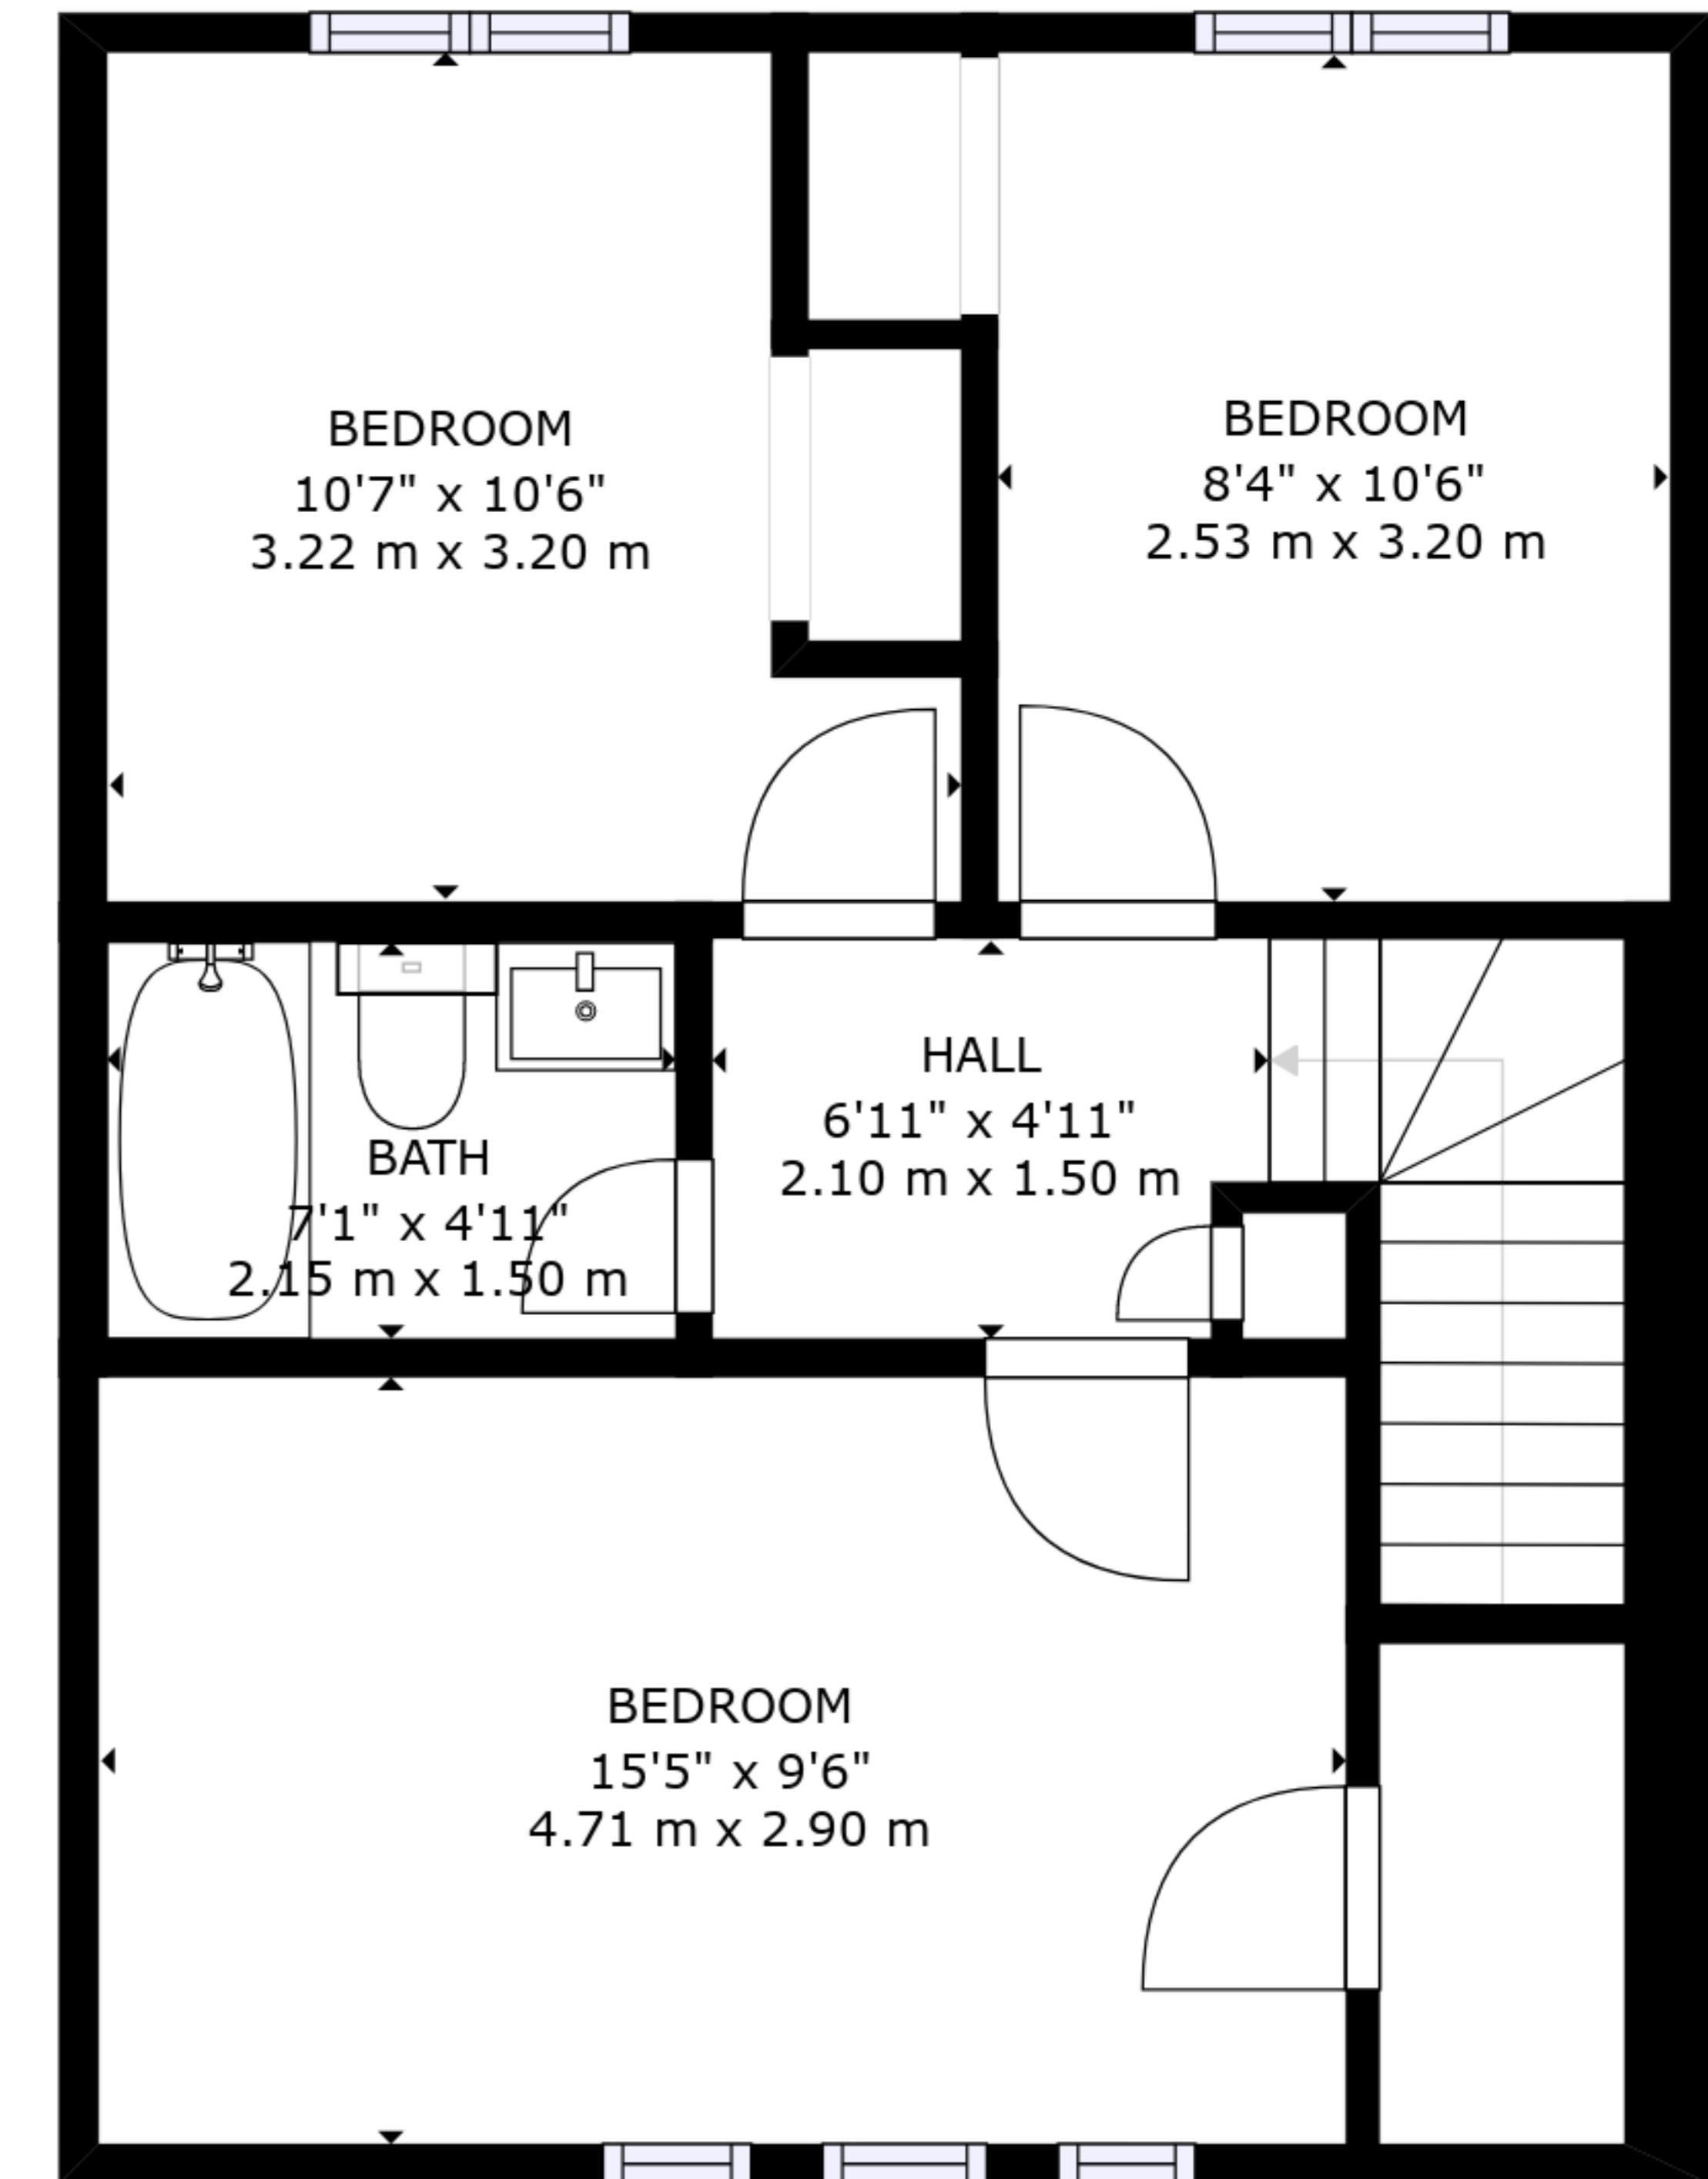 BEDROOM
10'7" x 10'6"
3.22 m x 3.20 m
BEDROOM
8'4" x 10'6"
2.53 m x 3.20 m
BATH
7'1" x 4'11"
2.15 m x 1.50 m
HALL
6'11" x 4'11"
2.10 m x 1.50 m
BEDROOM
15'5" x 9'6"
4.71 m x 2.90 m